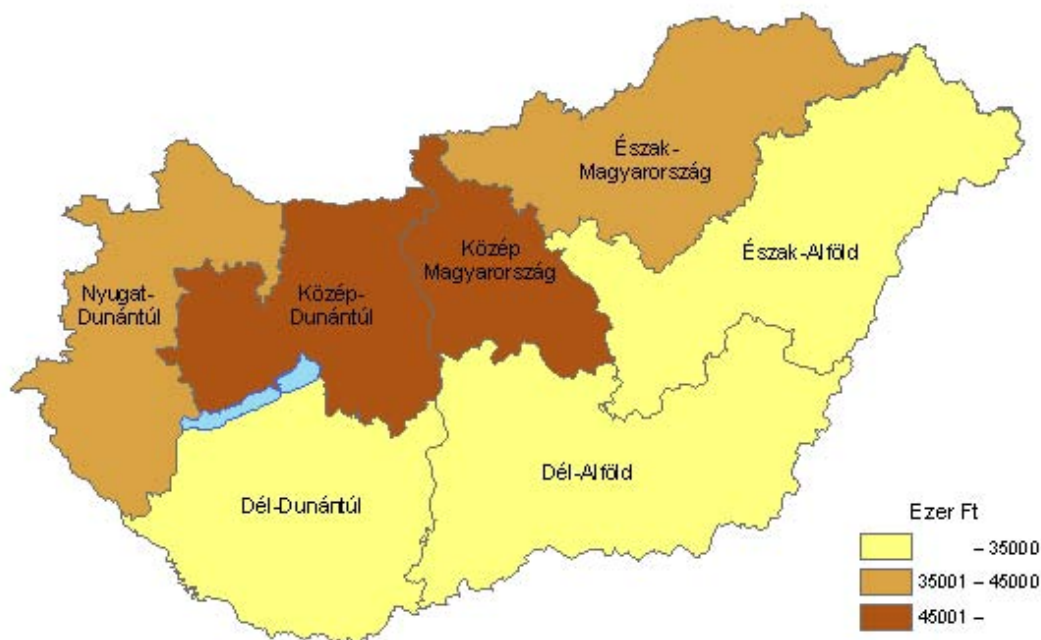 Észak-
Magyarország
Közép
Magyarország
Észak-Alföld
Nyugat-
Dunántúl
Közép-
Dunántúl
Dél-Alföld
Dél-Dunántúl
Ezer Ft
– 35000
35001 – 45000
45001 –